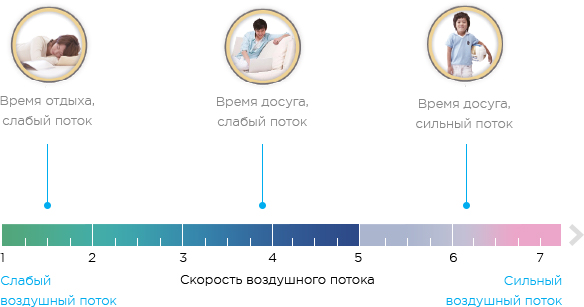 Время отдыха,
слабый поток
Время досуга,
слабый поток
Время досуга,
сильный поток
1 2 3 4 5 6 7
Слабый
воздушный поток
Скорость воздушного потока
Сильный
воздушный поток